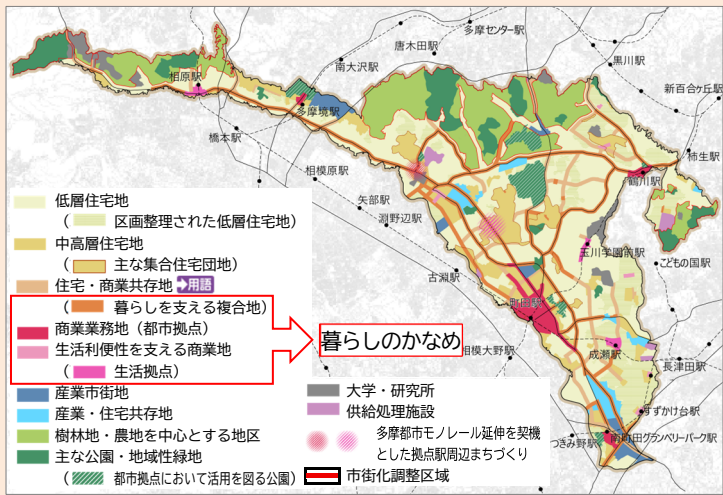 多摩センター駅
唐木田駅
黒川駅
南大沢駅
新百合ヶ丘駅
相原駅
多摩境駅
橋本駅
柿生駅
相模原駅
鶴川駅
矢部駅
淵野辺駅
玉川学園前駅
こどもの国駅
古淵駅
町田駅
相模大野駅
成瀬駅
長津田駅
すずかけ台駅
つきみ野駅
南町田グランベリーパーク駅
低層住宅地
（ 区画整理された低層住宅地）
中高層住宅地
（ 主な集合住宅団地）
住宅・商業共存地 ➔用語
（ 暮らしを支える複合地）
商業業務地（都市拠点）
生活利便性を支える商業地
（ 生活拠点）
暮らしのかなめ
産業市街地
産業・住宅共存地
樹林地・農地を中心とする地区
主な公園・地域性緑地
（ 都市拠点において活用を図る公園）
大学・研究所
供給処理施設
多摩都市モノレール延伸を契機
とした拠点駅周辺まちづくり
市街化調整区域